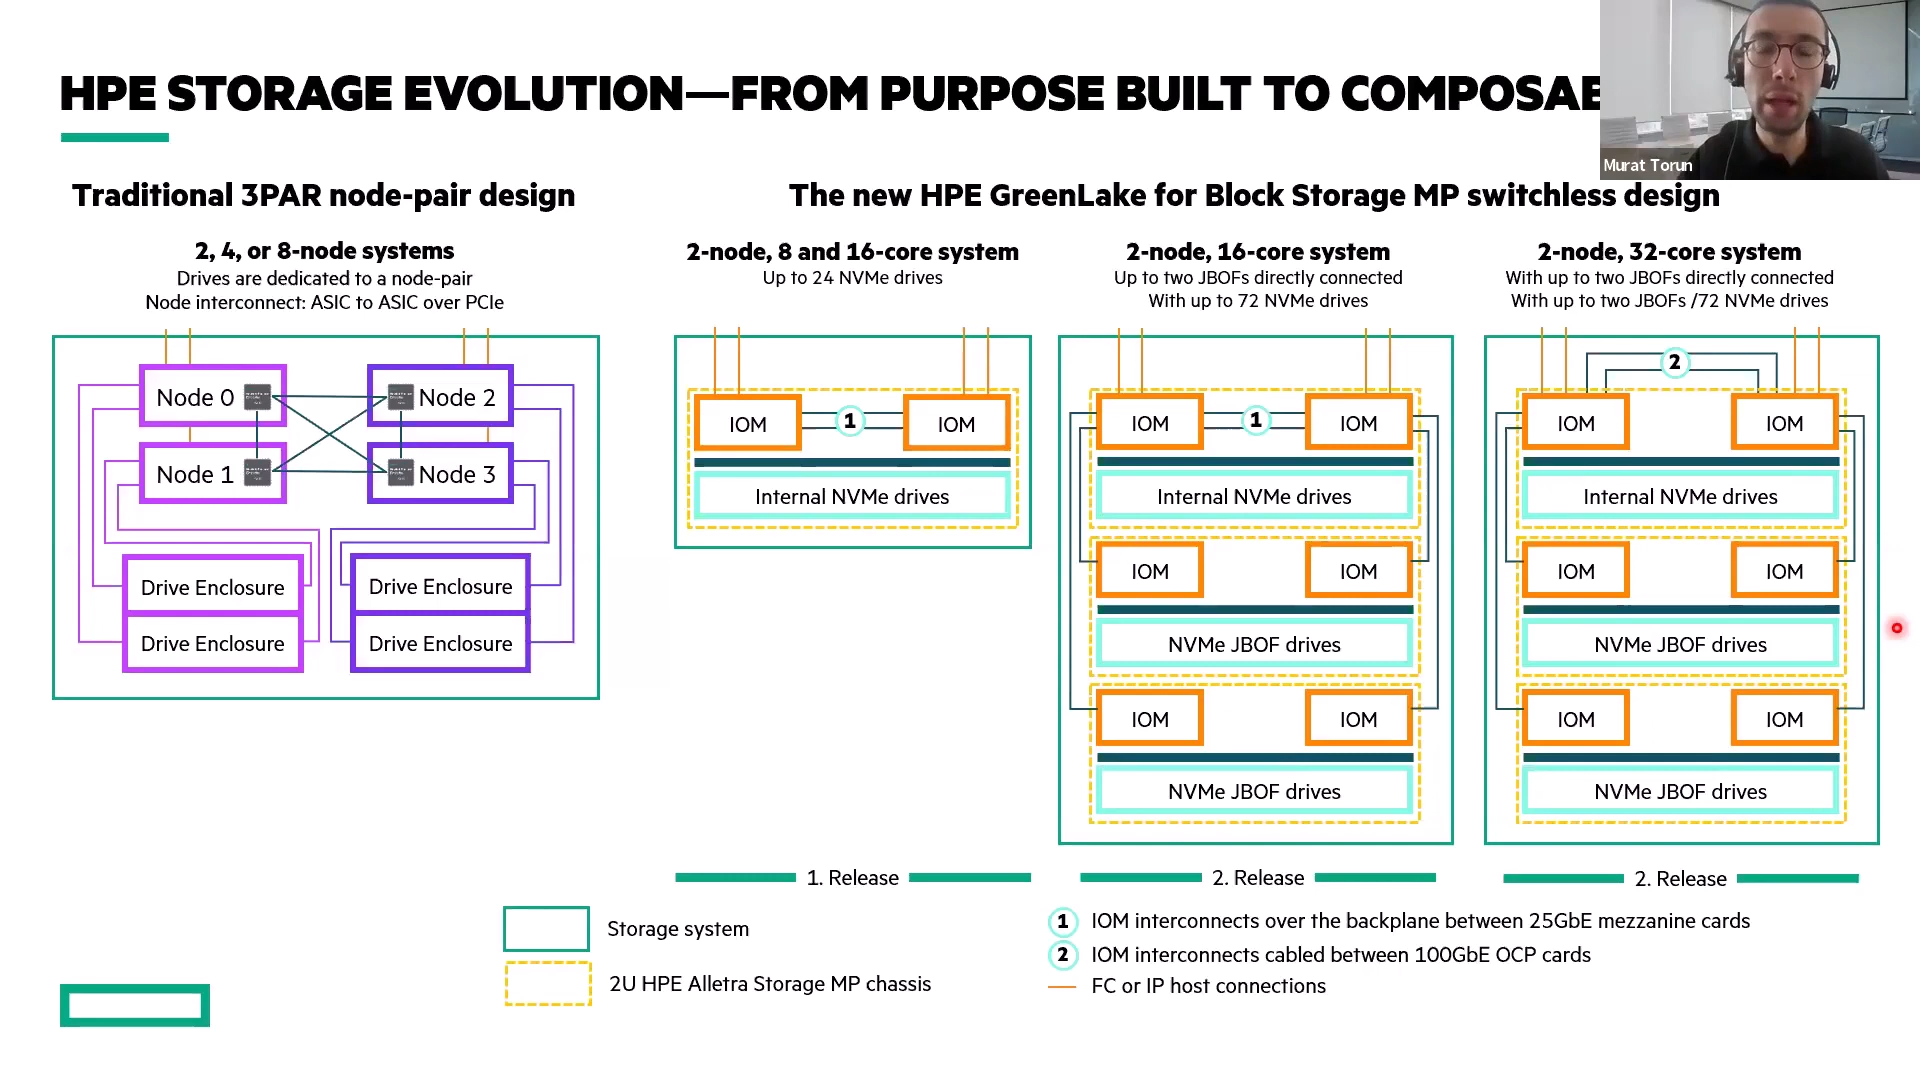 HPE STORAGE EVOLUTION—FROM PURPOSE BUILT TO COMPOSAB
Murat Torun
Traditional 3PAR node-pair design
The new HPE GreenLake for Block Storage MP switchless design
2, 4, or 8-node systems
Drives are dedicated to a node-pair
Node interconnect: ASIC to ASIC over PCIe
2-node, 8 and 16-core system
Up to 24 NVMe drives
2-node, 16-core system
Up to two JBOFs directly connected
With up to 72 NVMe drives
2-node, 32-core system
With up to two JBOFs directly connected
With up to two JBOFs /72 NVMe drives
Node 0
Node 2
Node 1
Node 3
Drive Enclosure
Drive Enclosure
Drive Enclosure
Drive Enclosure
IOM
1
IOM
Internal NVMe drives
IOM
1
IOM
Internal NVMe drives
IOM
IOM
NVMe JBOF drives
IOM
IOM
NVMe JBOF drives
2
IOM
IOM
Internal NVMe drives
IOM
IOM
NVMe JBOF drives
IOM
IOM
NVMe JBOF drives
1. Release
2. Release
2. Release
Storage system
2U HPE Alletra Storage MP chassis
1 IOM interconnects over the backplane between 25GbE mezzanine cards
2 IOM interconnects cabled between 100GbE OCP cards
FC or IP host connections